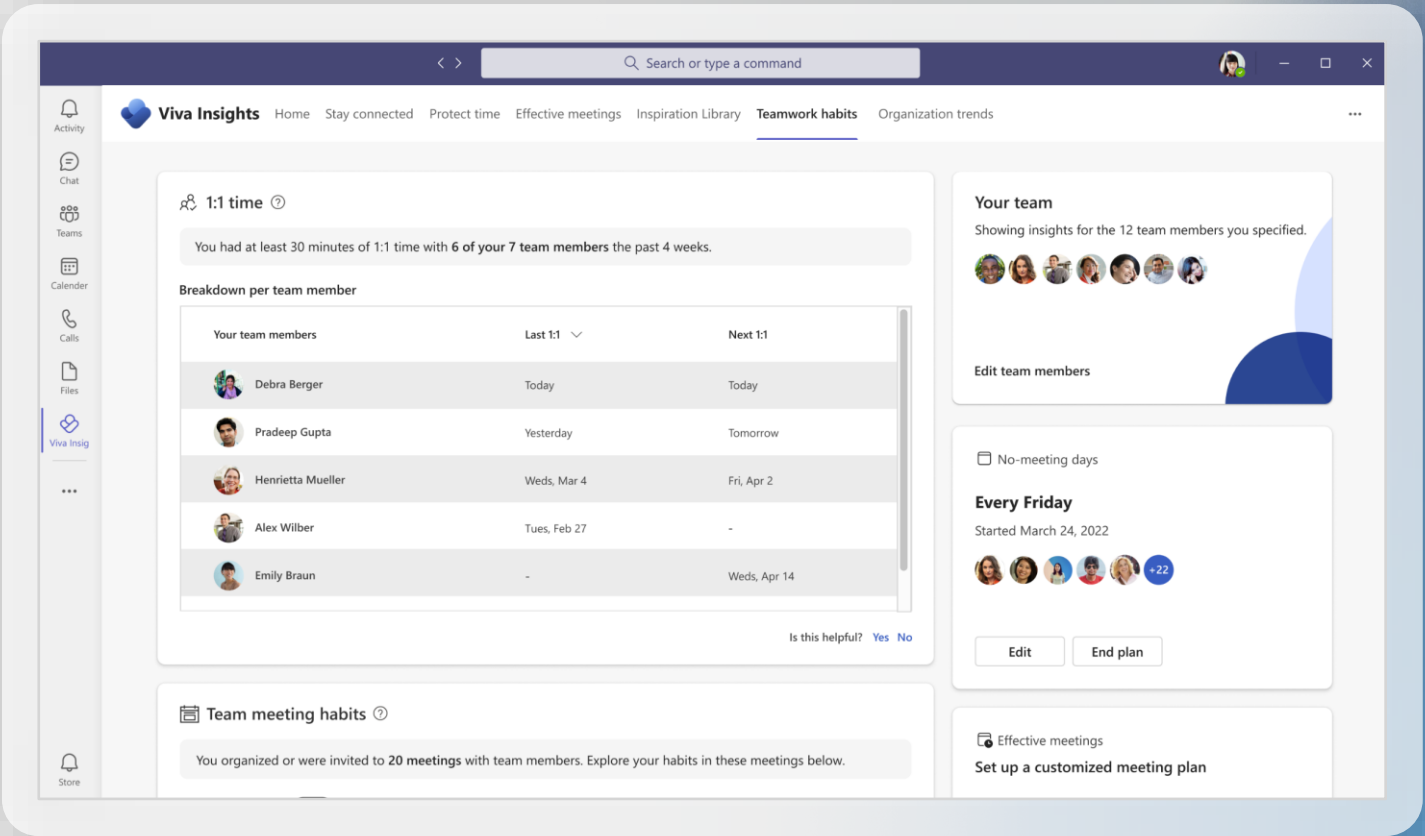 Search or type a command
Activity
Chat
Teams
Calender
Calls
Files
Viva Insig
Store
Viva Insights Home Stay connected Protect time Effective meetings Inspiration Library Teamwork habits Organization trends
1:1 time
You had at least 30 minutes of 1:1 time with 6 of your 7 team members the past 4 weeks.
Breakdown per team member
Your team members Last 1:1 Next 1:1
Debra Berger Today Today
Pradeep Gupta Yesterday Tomorrow
Henrietta Mueller Weds, Mar 4 Fri, Apr 2
Alex Wilber Tues, Feb 27 -
Emily Braun - Weds, Apr 14
Is this helpful? Yes No
Team meeting habits
You organized or were invited to 20 meetings with team members. Explore your habits in these meetings below.
Your team
Showing insights for the 12 team members you specified.
Edit team members
No-meeting days
Every Friday
Started March 24, 2022
+22
Edit End plan
Effective meetings
Set up a customized meeting plan